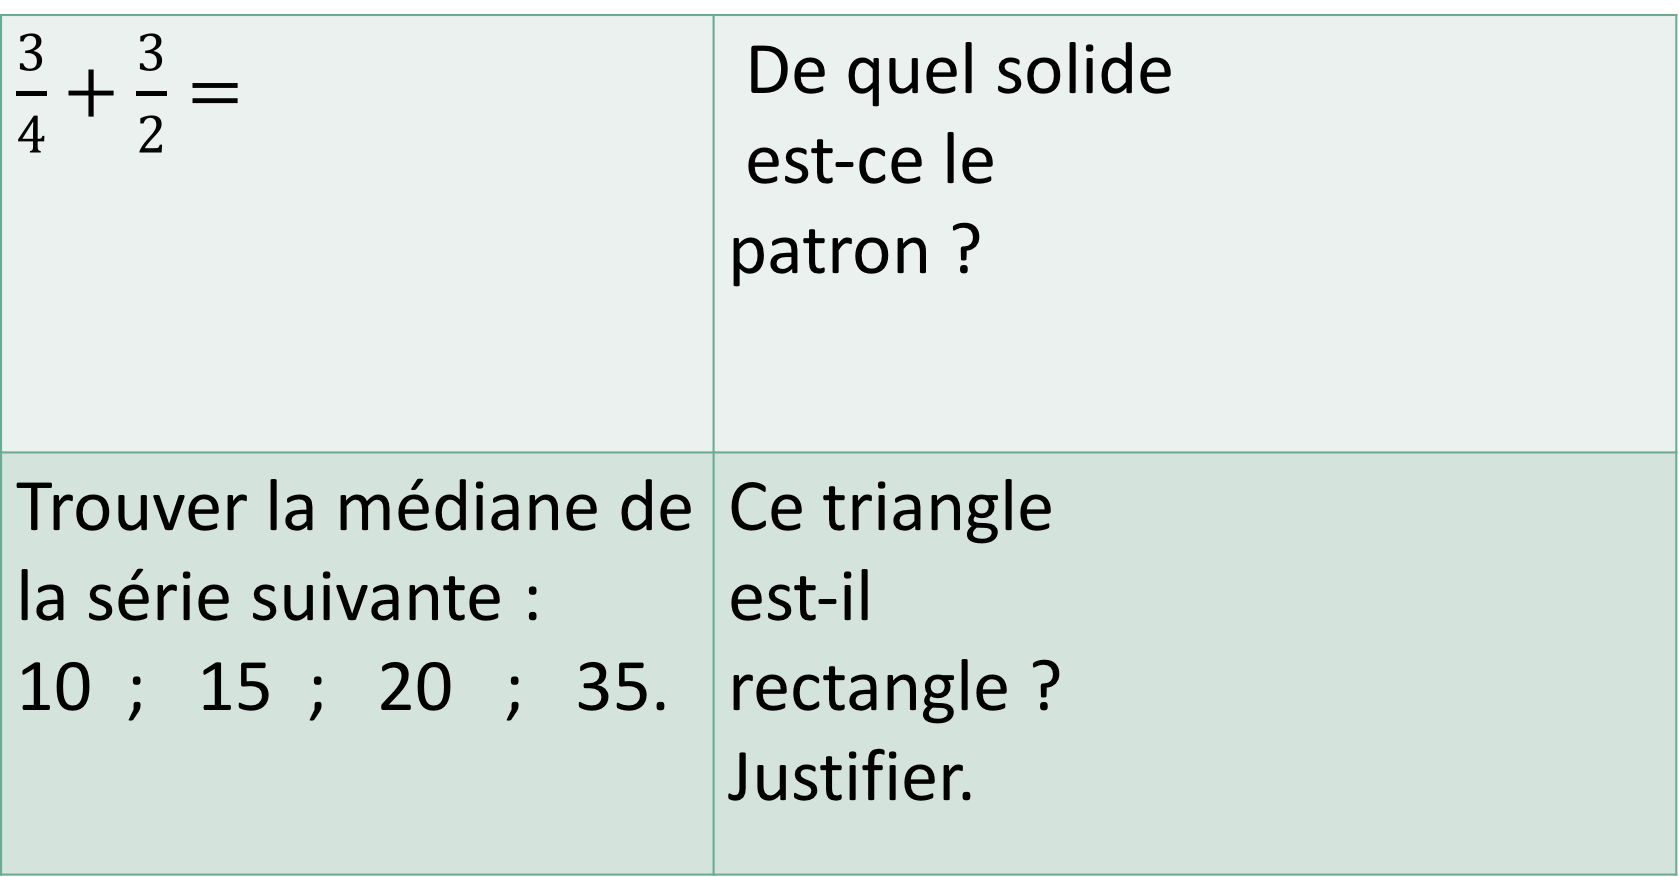 3/4 + 3/2 =
De quel solide
est-ce le
patron ?
Trouver la médiane de
la série suivante :
10 ; 15 ; 20 ; 35.
Ce triangle
est-il
rectangle ?
Justifier.